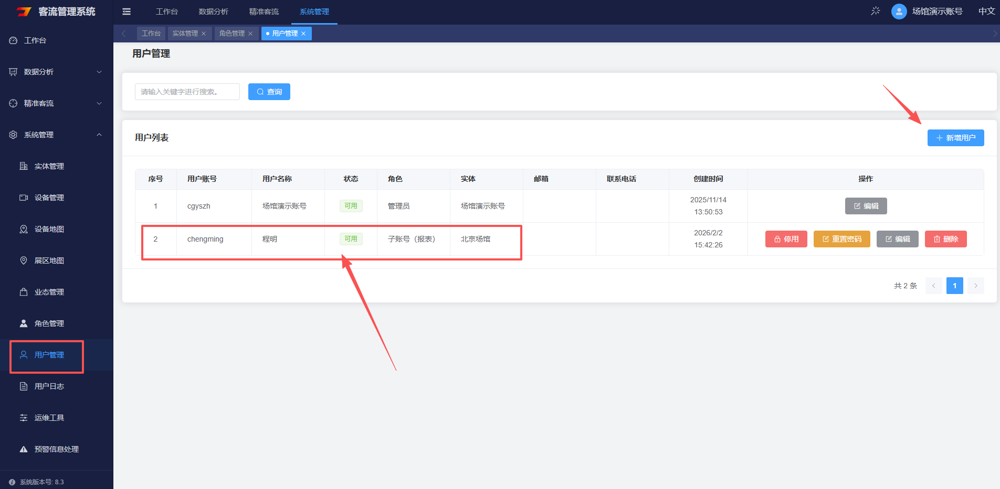 客流管理系统
工作台
数据分析
精准客流
系统管理
场馆演示账号
中文
工作台
实体管理
角色管理
用户管理
工作台
数据分析
精准客流
系统管理
实体管理
设备管理
设备地图
展区地图
业态管理
角色管理
用户管理
用户日志
运维工具
预警信息处理
系统版本号: 8.3
用户管理
请输入关键字进行搜索。
查询
用户列表
新增用户
序号 用户账号 用户名称 状态 角色 实体 邮箱 联系电话 创建时间 操作
1 cgyszh 场馆演示账号 可用 管理员 场馆演示账号 2025/11/14 13:50:53 编辑
2 chengming 程明 可用 子账号（报表） 北京场馆 2026/2/2 15:42:26 停用 重置密码 编辑 删除
共 2 条
1